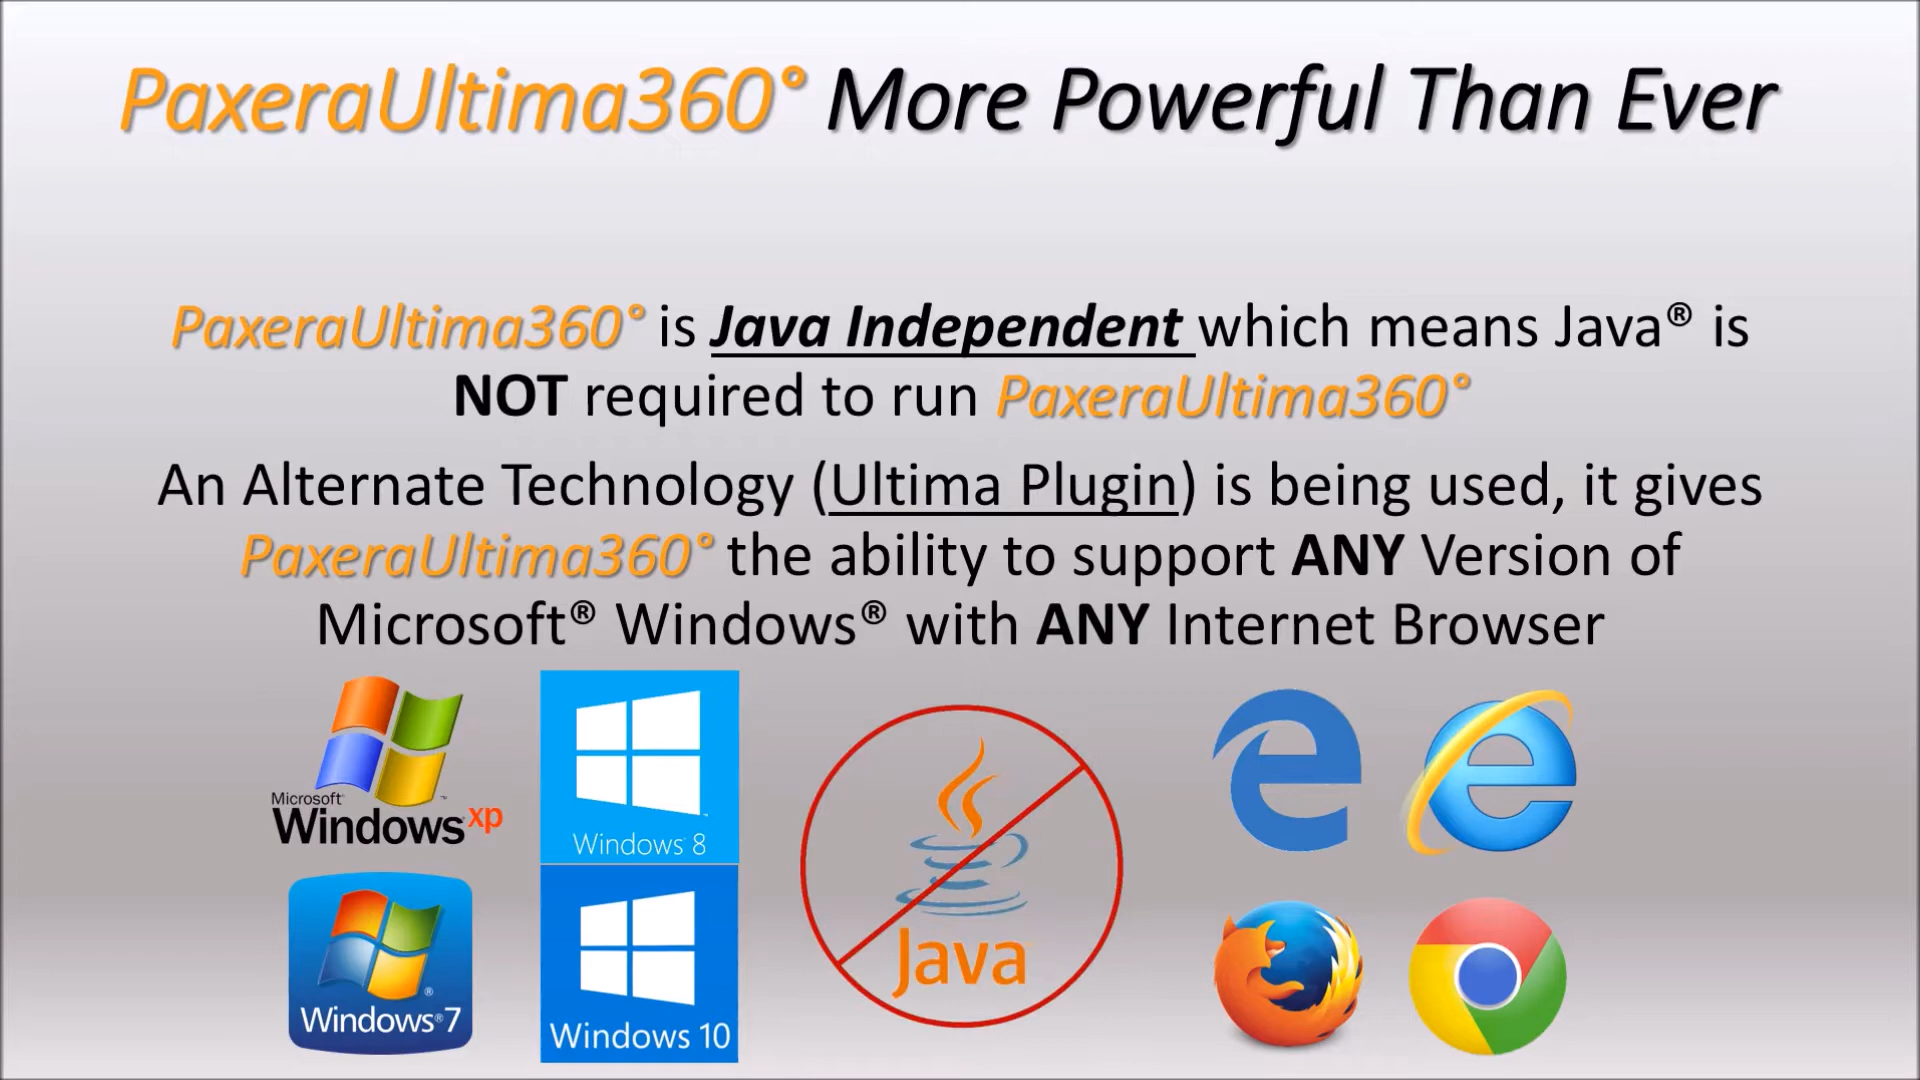 PaxeraUltima360° More Powerful Than Ever
PaxeraUltima360° is Java Independent which means Java® is
NOT required to run PaxeraUltima360°
An Alternate Technology (Ultima Plugin) is being used, it gives
PaxeraUltima360° the ability to support ANY Version of
Microsoft® Windows® with ANY Internet Browser
Microsoft
Windows xp
Windows 8
Windows® 7
Windows 10
Java